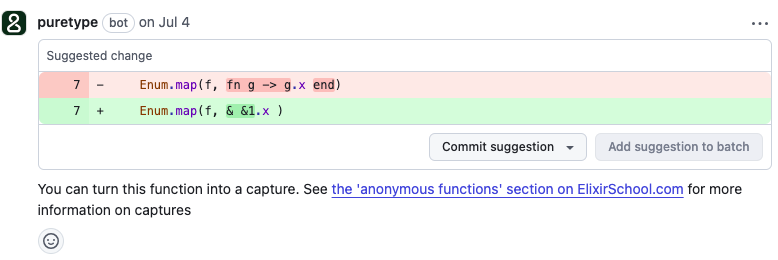 puretype bot on Jul 4
Suggested change
7 - Enum.map(f, fn g -> g.x end)
7 + Enum.map(f, & &1.x )
Commit suggestion Add suggestion to batch
You can turn this function into a capture. See the 'anonymous functions' section on ElixirSchool.com for more
information on captures